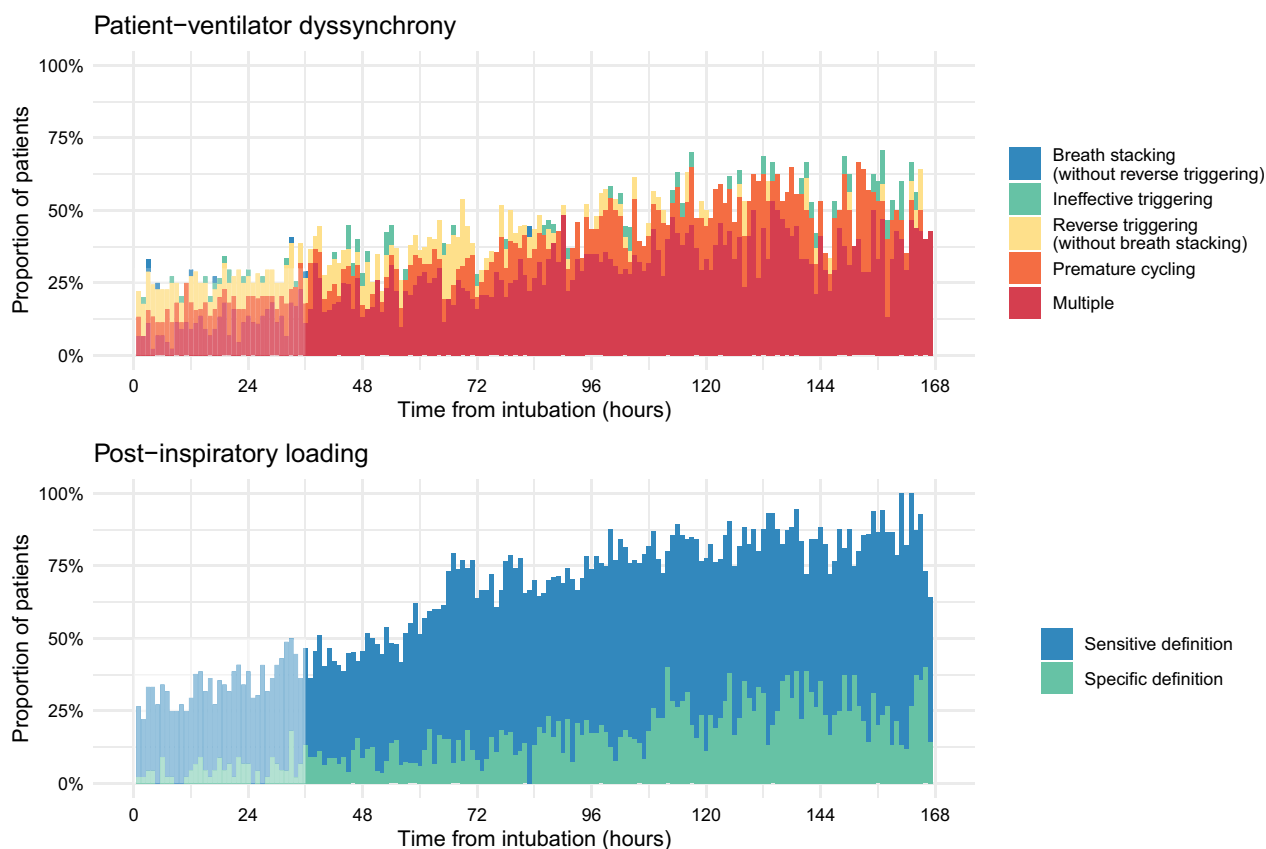 Patient−ventilator dyssynchrony
Proportion of patients
100%
75%
50%
25%
0%
0 24 48 72 96 120 144 168
Time from intubation (hours)
Breath stacking
(without reverse triggering)
Ineffective triggering
Reverse triggering
(without breath stacking)
Premature cycling
Multiple
Post−inspiratory loading
Proportion of patients
100%
75%
50%
25%
0%
0 24 48 72 96 120 144 168
Time from intubation (hours)
Sensitive definition
Specific definition